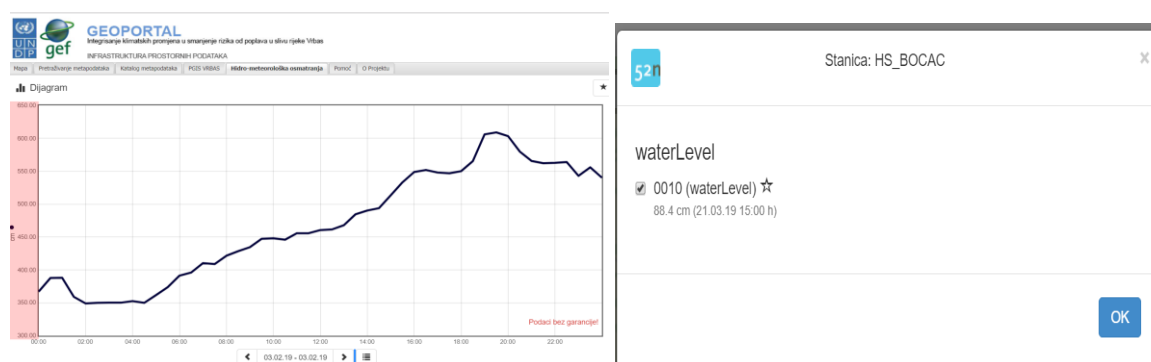 UN
DP
gef
GEOPORTAL
Integrisanje klimatskih promjena u smanjenje rizika od poplava u slivu rijeke Vrbas
INFRASTRUKTURA PROSTORNIH PODATAKA
Mapa Pretraživanje metapodataka Katalog metapodataka PGIS VRBAS Hidro-meteorološka osmatranja Pomoć O Projektu
Dijagram
650.00
600.00
550.00
500.00
450.00
400.00
350.00
300.00
cm
00:00 02:00 04:00 06:00 08:00 10:00 12:00 14:00 16:00 18:00 20:00 22:00
Podaci bez garancije!
03.02.19 - 03.02.19
52n
Stanica: HS_BOCAC
x
waterLevel
0010 (waterLevel)
88.4 cm (21.03.19 15:00 h)
OK